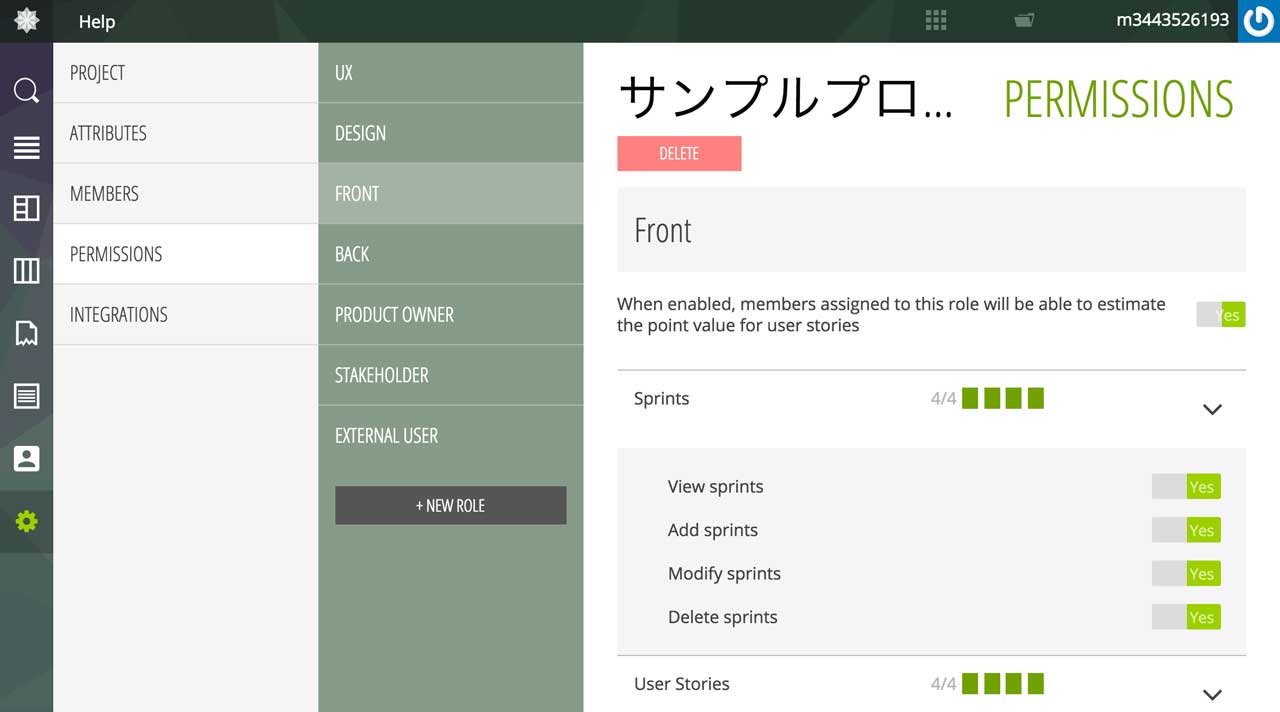 Help
m3443526193
PROJECT
ATTRIBUTES
MEMBERS
PERMISSIONS
INTEGRATIONS
UX
DESIGN
FRONT
BACK
PRODUCT OWNER
STAKEHOLDER
EXTERNAL USER
+ NEW ROLE
サンプルプロ... PERMISSIONS
DELETE
Front
When enabled, members assigned to this role will be able to estimate
the point value for user stories
Yes
Sprints 4/4
View sprints Yes
Add sprints Yes
Modify sprints Yes
Delete sprints Yes
User Stories 4/4